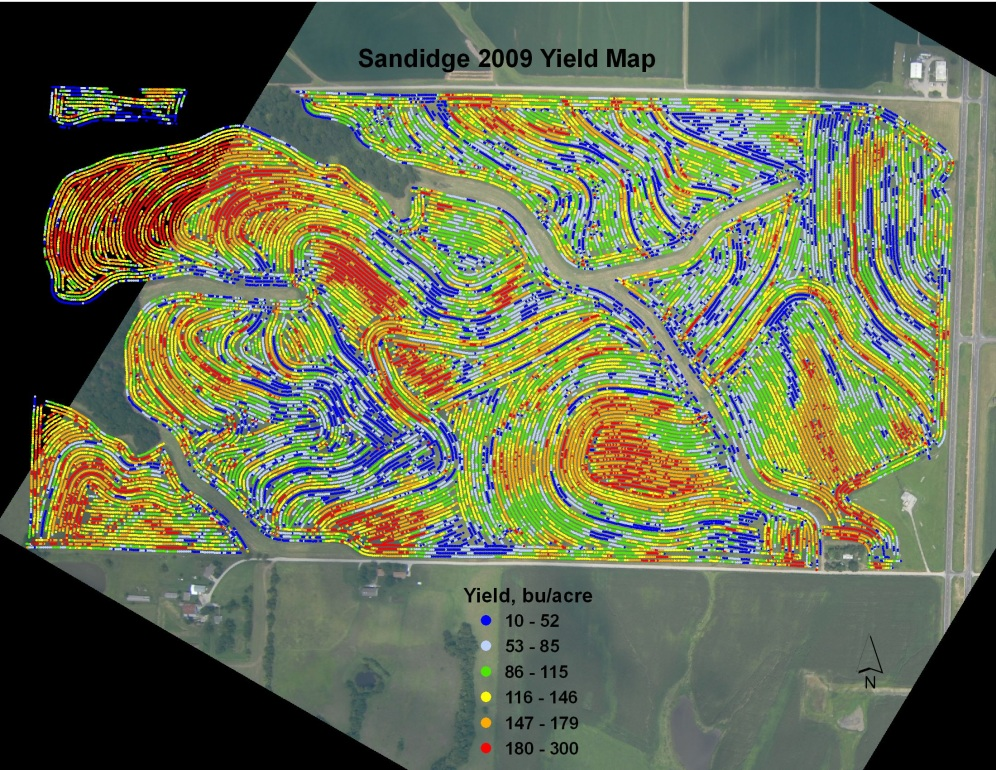 Sandidge 2009 Yield Map
Yield, bu/acre
10 - 52
53 - 85
86 - 115
116 - 146
147 - 179
180 - 300
N